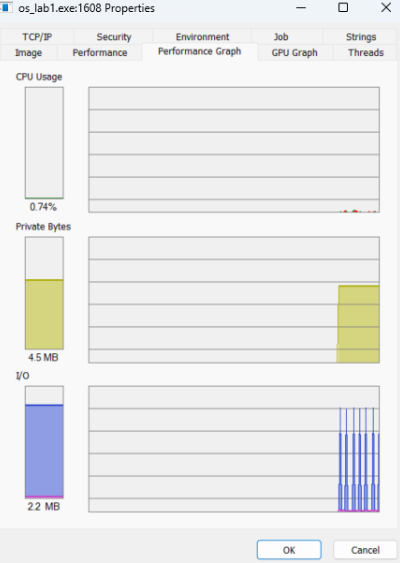 os_lab1.exe:1608 Properties
TCP/IP Security Environment Job Strings
Image Performance Performance Graph GPU Graph Threads
CPU Usage
0.74%
Private Bytes
4.5 MB
I/O
2.2 MB
OK Cancel